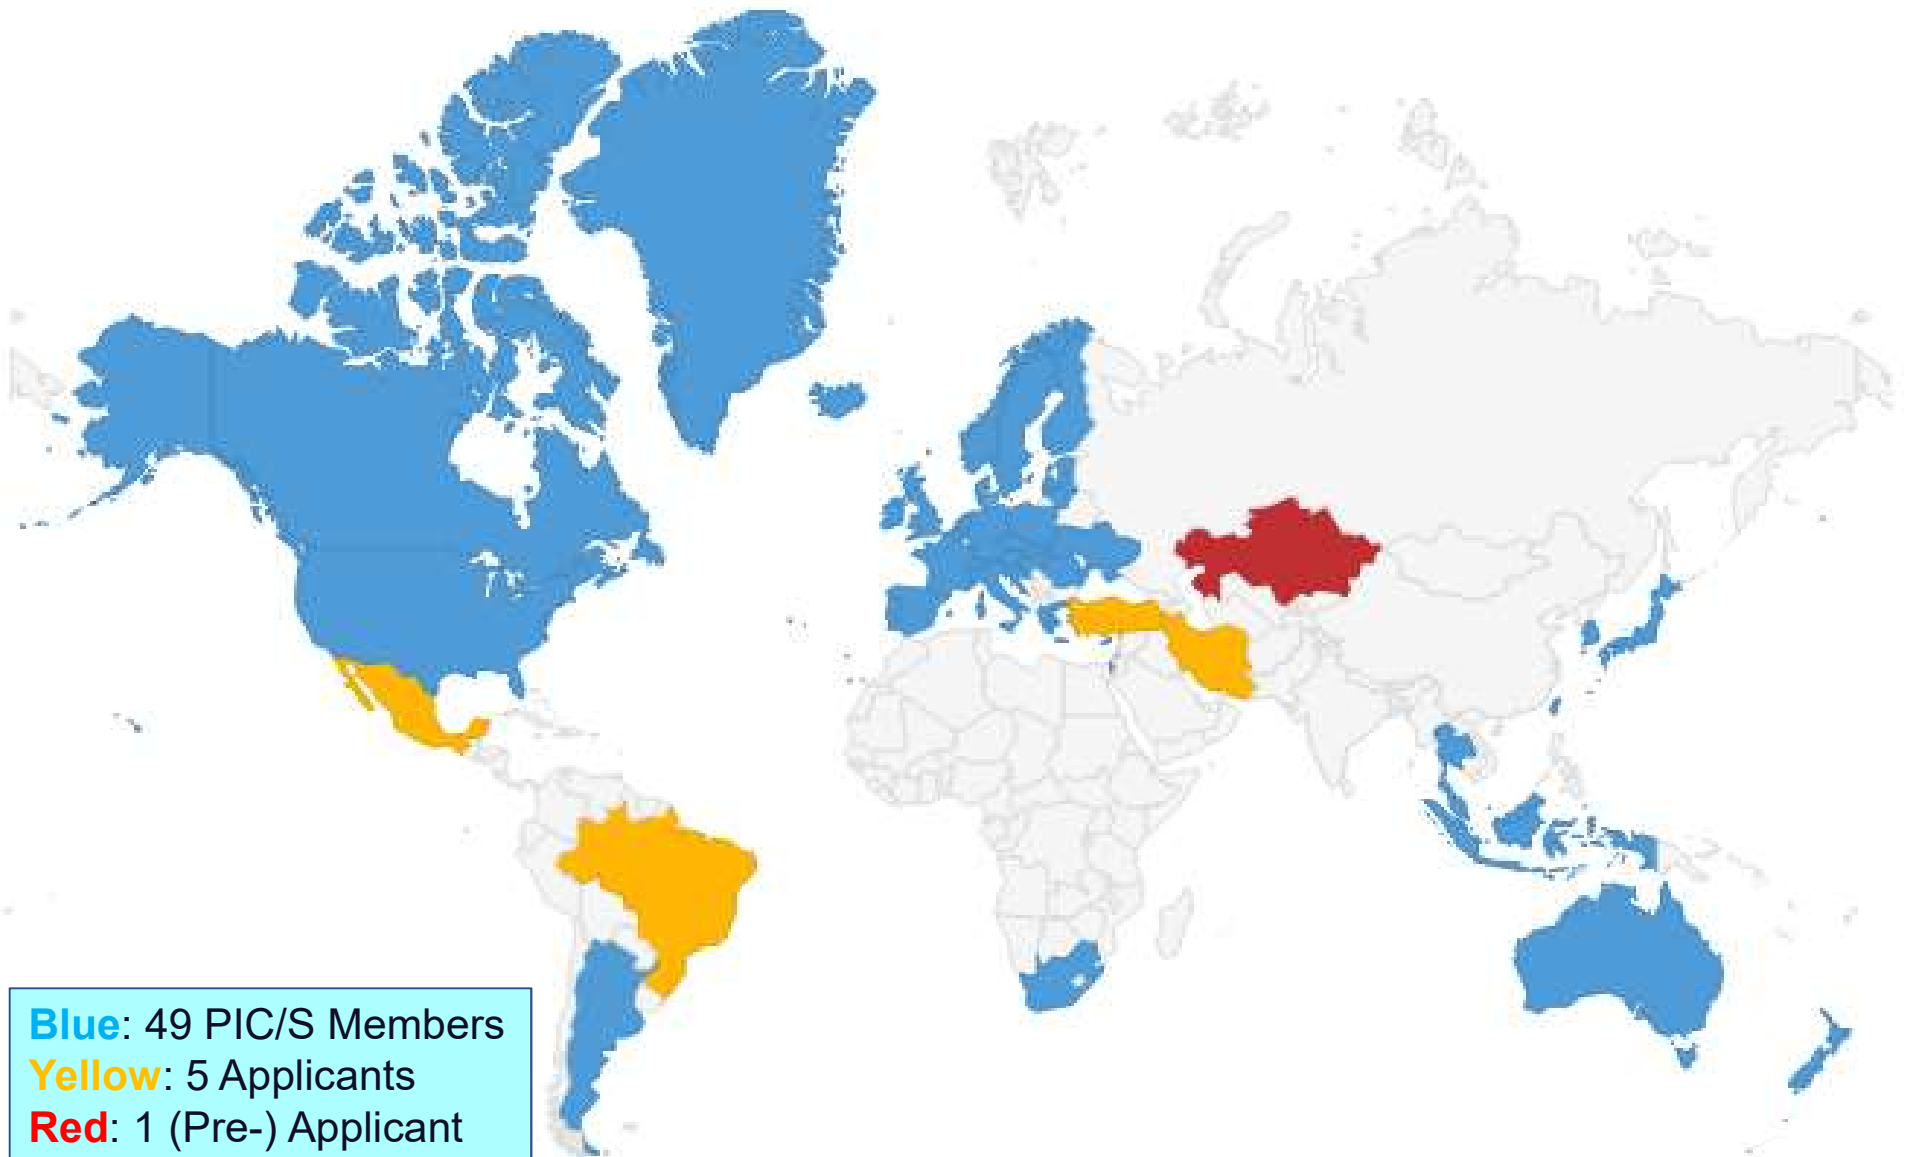 Blue: 49 PIC/S Members
Yellow: 5 Applicants
Red: 1 (Pre-) Applicant